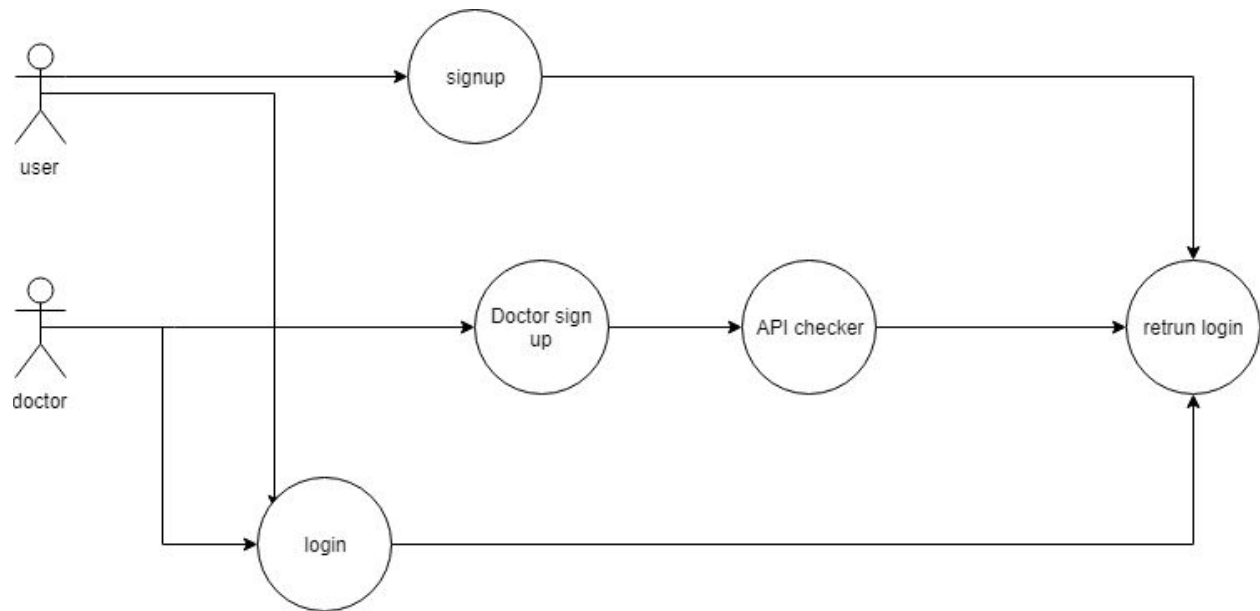 signup
user
Doctor sign
up
API checker
retrun login
doctor
login